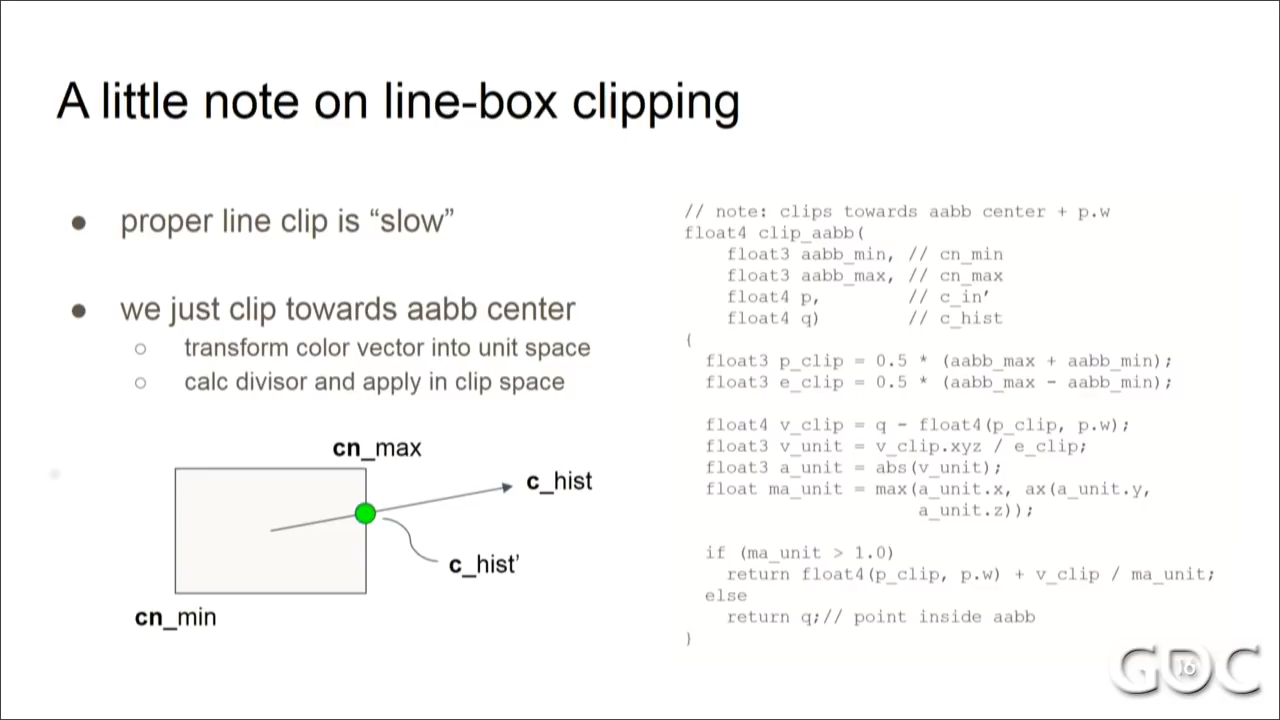 A little note on line-box clipping
● proper line clip is “slow”
● we just clip towards aabb center
○ transform color vector into unit space
○ calc divisor and apply in clip space
cn_max
c_hist
c_hist’
cn_min
// note: clips towards aabb center + p.w
float4 clip_aabb(
float3 aabb_min, // cn_min
float3 aabb_max, // cn_max
float4 p, // c_in’
float4 q) // c_hist
{
float3 p_clip = 0.5 * (aabb_max + aabb_min);
float3 e_clip = 0.5 * (aabb_max - aabb_min);
float4 v_clip = q - float4(p_clip, p.w);
float3 v_unit = v_clip.xyz / e_clip;
float3 a_unit = abs(v_unit);
float ma_unit = max(a_unit.x, ax(a_unit.y,
a_unit.z));
if (ma_unit > 1.0)
return float4(p_clip, p.w) + v_clip / ma_unit;
else
return q;// point inside aabb
}
GDC
16